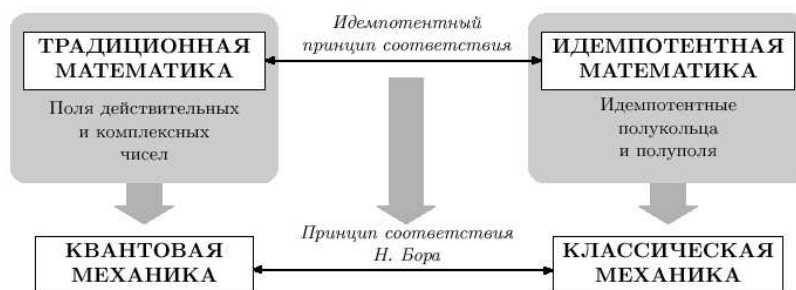 Идемпотентный
принцип соответствия
ТРАДИЦИОННАЯ
МАТЕМАТИКА
ИДЕМПОТЕНТНАЯ
МАТЕМАТИКА
Поля действительных
и комплексных
чисел
Идемпотентные
полукольца
и полуполя
Принцип соответствия
Н. Бора
КВАНТОВАЯ
МЕХАНИКА
КЛАССИЧЕСКАЯ
МЕХАНИКА